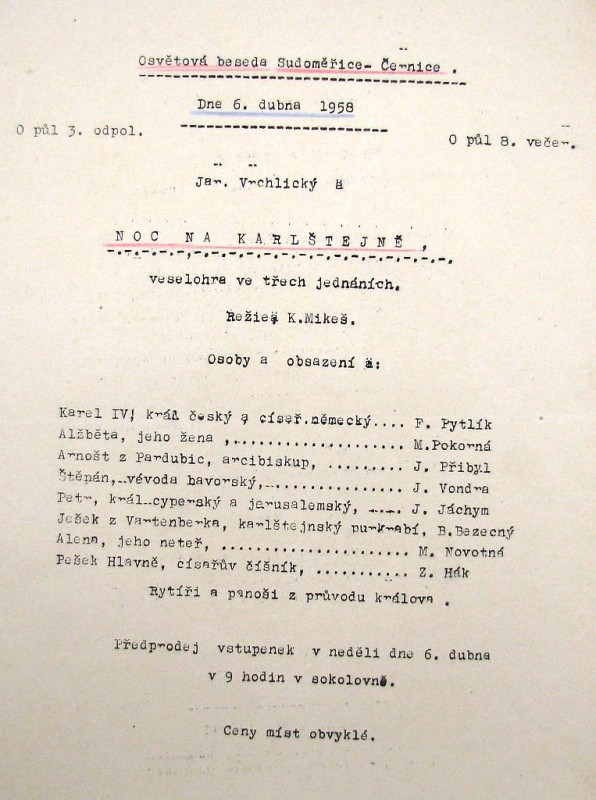 Osvětová beseda Sudoměřice- Černice .
Dne 6. dubna 1958
O půl 3. odpol.
O půl 8. večer.
Jar. Vrchlický ä
NOC NA KARLŠTEJNĚ ,
veselohra ve třech jednáních.
Režieä K.Mikeš.
Osoby a obsazení ä:
Karel IV, král český a císař.německý.... F. Pytlík
Alžběta, jeho žena ,.................... M.Pokorná
Arnošt z Pardubic, arcibiskup, ......... J. Přibyl
Štěpán, vévoda bavorský,................ J. Vondra
Petr, král cyperský a jarusalemský, .... J. Jáchym
Ješek z Vartenberka, karlštejnský purkrabí, B.Bezecný
Alena, jeho neteř, ..................... M. Novotná
Pešek Hlavně, císařův číšník, .......... Z. Hák
Rytíři a panoši z průvodu králova .
Předprodej vstupenek v neděli dne 6. dubna
v 9 hodin v sokolovně.
Ceny míst obvyklé.